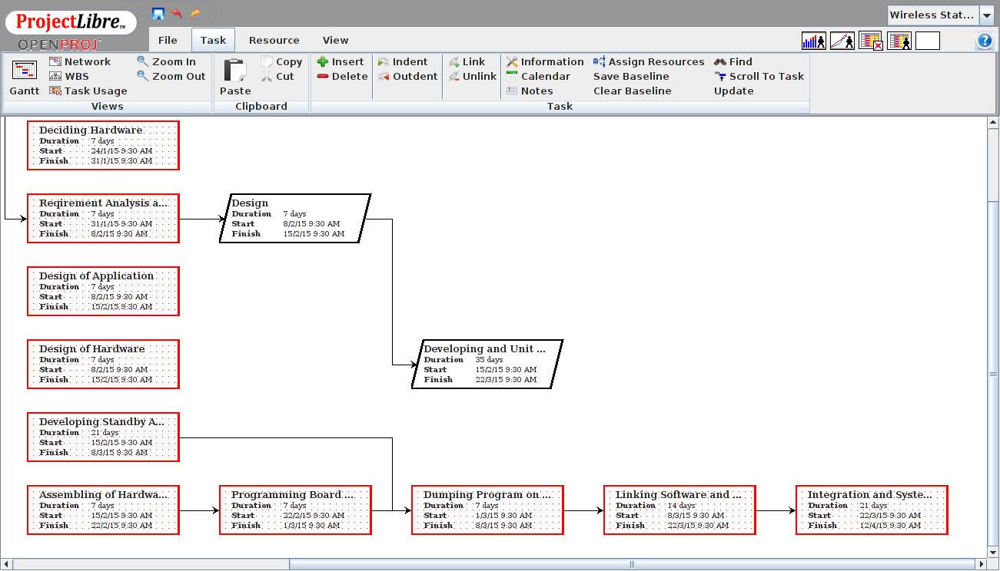 ProjectLibre™
OPENPROJ™
Wireless Stat...
File Task Resource View
Gantt
Network
WBS
Task Usage
Zoom In
Zoom Out
Views
Paste
Copy
Cut
Clipboard
Insert
Delete
Indent
Outdent
Link
Unlink
Information
Calendar
Notes
Assign Resources
Save Baseline
Clear Baseline
Find
Scroll To Task
Update
Task
Deciding Hardware
Duration 7 days
Start 24/1/15 9:30 AM
Finish 31/1/15 9:30 AM
Reqirement Analysis a...
Duration 7 days
Start 31/1/15 9:30 AM
Finish 8/2/15 9:30 AM
Design
Duration 7 days
Start 8/2/15 9:30 AM
Finish 15/2/15 9:30 AM
Design of Application
Duration 7 days
Start 8/2/15 9:30 AM
Finish 15/2/15 9:30 AM
Design of Hardware
Duration 7 days
Start 8/2/15 9:30 AM
Finish 15/2/15 9:30 AM
Developing and Unit ...
Duration 35 days
Start 15/2/15 9:30 AM
Finish 22/3/15 9:30 AM
Developing Standby A...
Duration 21 days
Start 15/2/15 9:30 AM
Finish 8/3/15 9:30 AM
Assembling of Hardwa...
Duration 7 days
Start 15/2/15 9:30 AM
Finish 22/2/15 9:30 AM
Programming Board ...
Duration 7 days
Start 22/2/15 9:30 AM
Finish 1/3/15 9:30 AM
Dumping Program on ...
Duration 7 days
Start 1/3/15 9:30 AM
Finish 8/3/15 9:30 AM
Linking Software and ...
Duration 14 days
Start 8/3/15 9:30 AM
Finish 22/3/15 9:30 AM
Integration and Syste...
Duration 21 days
Start 22/3/15 9:30 AM
Finish 12/4/15 9:30 AM